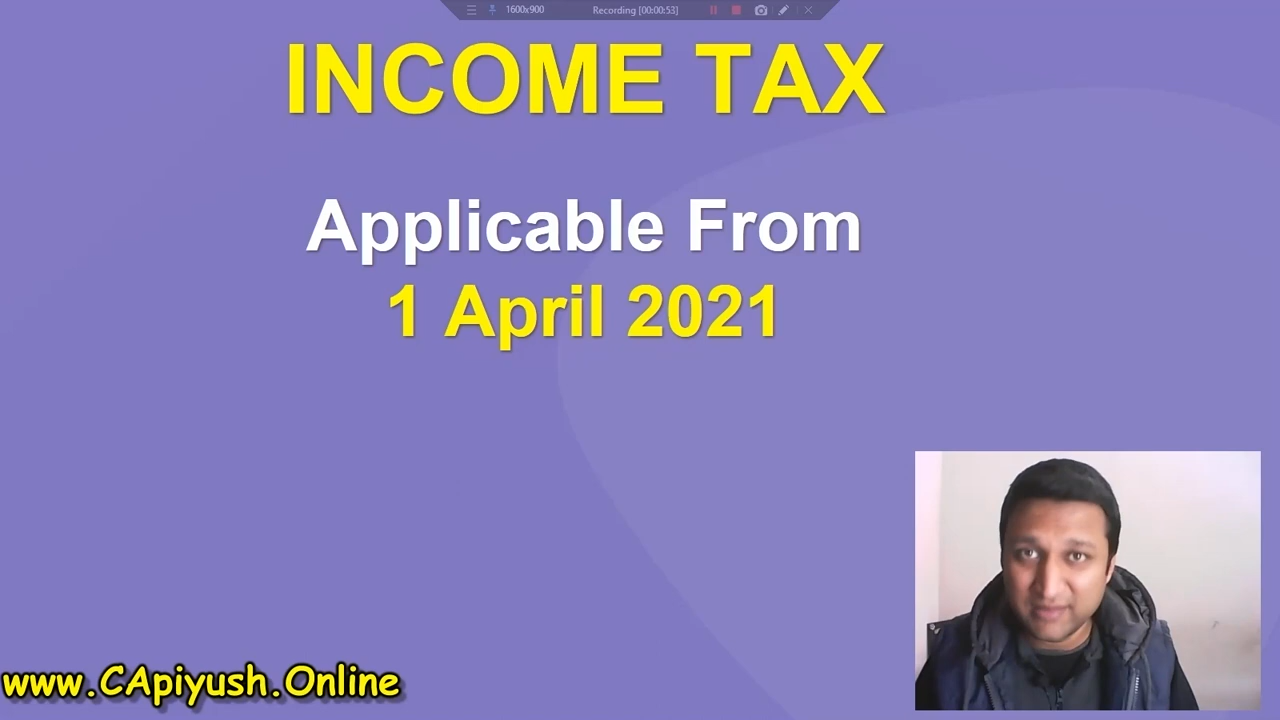 1600x900 Recording [00:00:53]
INCOME TAX
Applicable From
1 April 2021
www.CApiyush.Online